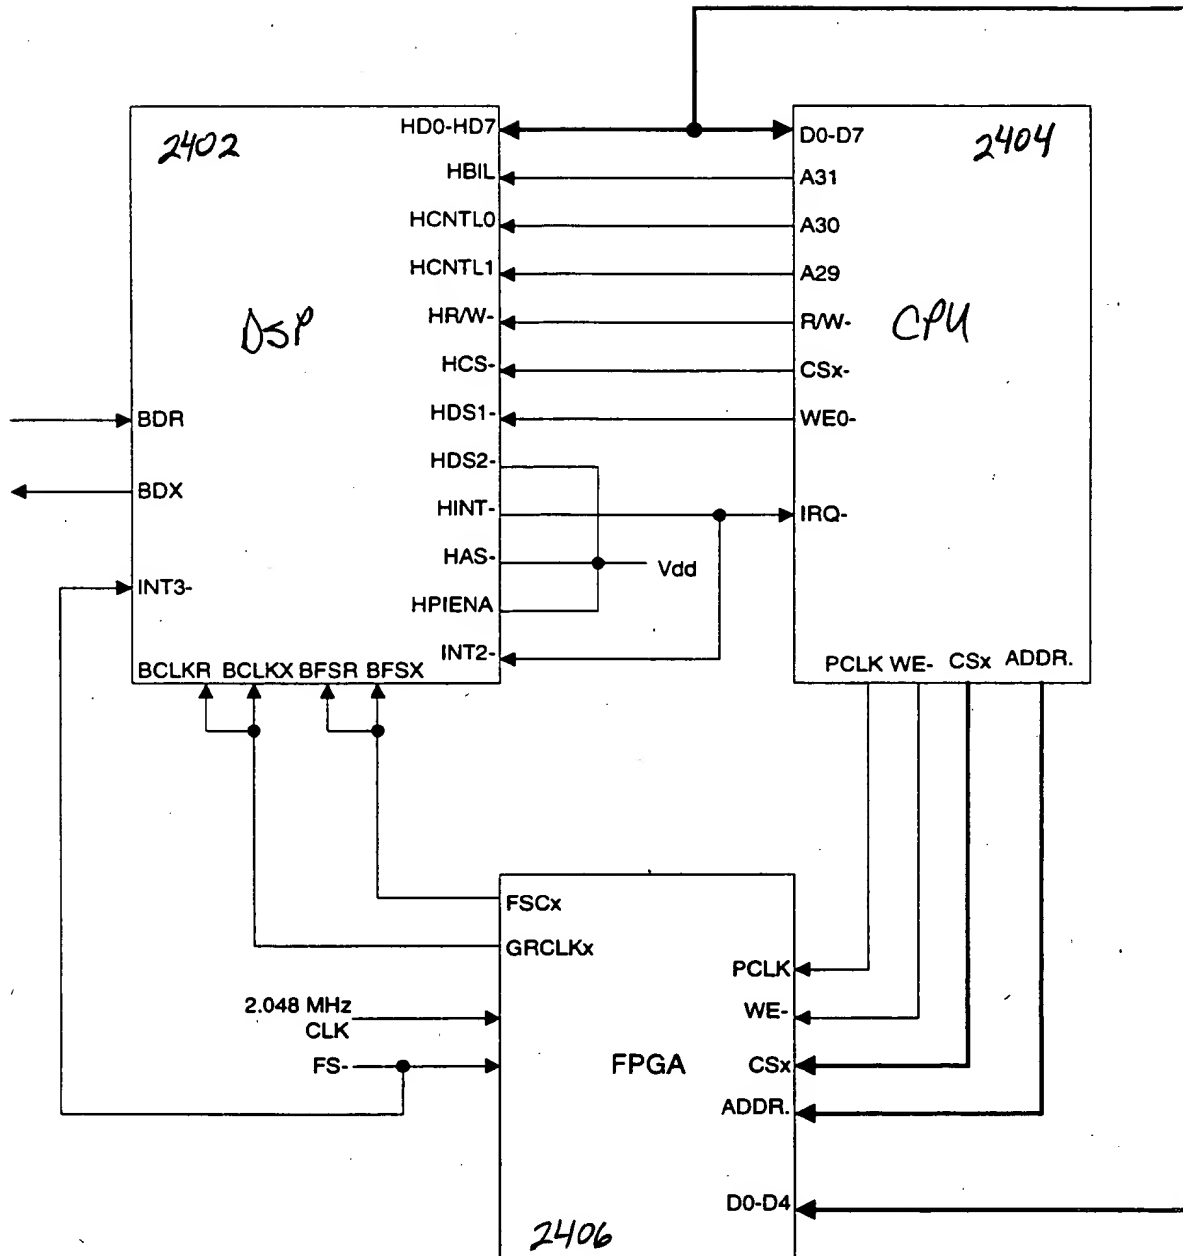 2402
DSP
HD0-HD7
HBIL
HCNTL0
HCNTL1
HR/W-
HCS-
HDS1-
HDS2-
HINT-
HAS-
HPIENA
INT2-
BDR
BDX
INT3-
BCLKR BCLKX BFSR BFSX
Vdd
2404
CPU
D0-D7
A31
A30
A29
R/W-
CSx-
WE0-
IRQ-
PCLK WE- CSx ADDR.
FSCx
GRCLKx
2.048 MHz
CLK
FS-
FPGA
PCLK
WE-
CSx
ADDR.
D0-D4
2406